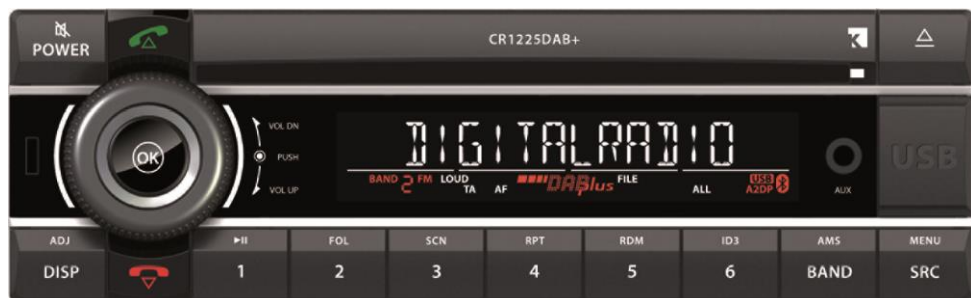 POWER
CR1225DAB+
VOL DN
PUSH
VOL UP
OK
DIGITALRADIO
BAND 2 FM LOUD TA AF DABplus FILE ALL USB A2DP
AUX
USB
ADJ FOL SCN RPT RDM ID3 AMS MENU
DISP 1 2 3 4 5 6 BAND SRC